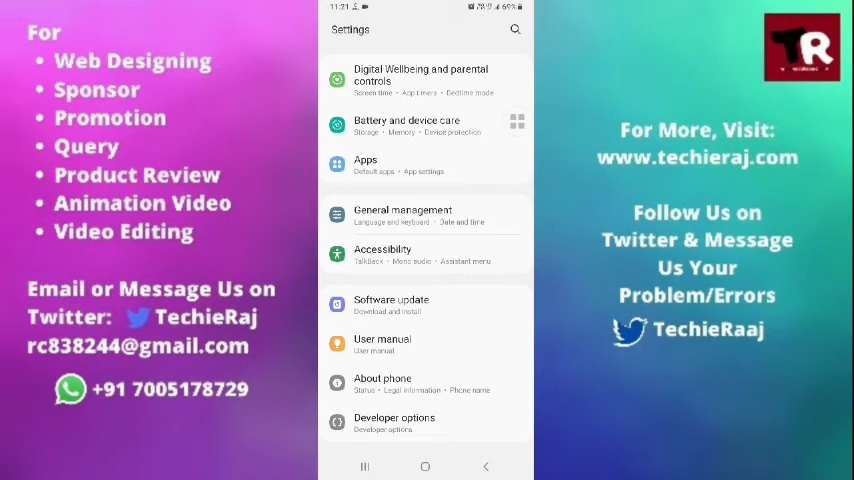 For
• Web Designing
• Sponsor
• Promotion
• Query
• Product Review
• Animation Video
• Video Editing
Email or Message Us on
Twitter: TechieRaj
rc838244@gmail.com
+91 7005178729
11:21
69%
Settings
Digital Wellbeing and parental
controls
Screen time • App timers • Bedtime mode
Battery and device care
Storage • Memory • Device protection
Apps
Default apps • App settings
General management
Language and keyboard • Date and time
Accessibility
TalkBack • Mono audio • Assistant menu
Software update
Download and install
User manual
User manual
About phone
Status • Legal information • Phone name
Developer options
Developer options
TR
For More, Visit:
www.techieraj.com
Follow Us on
Twitter & Message
Us Your
Problem/Errors
TechieRaaj